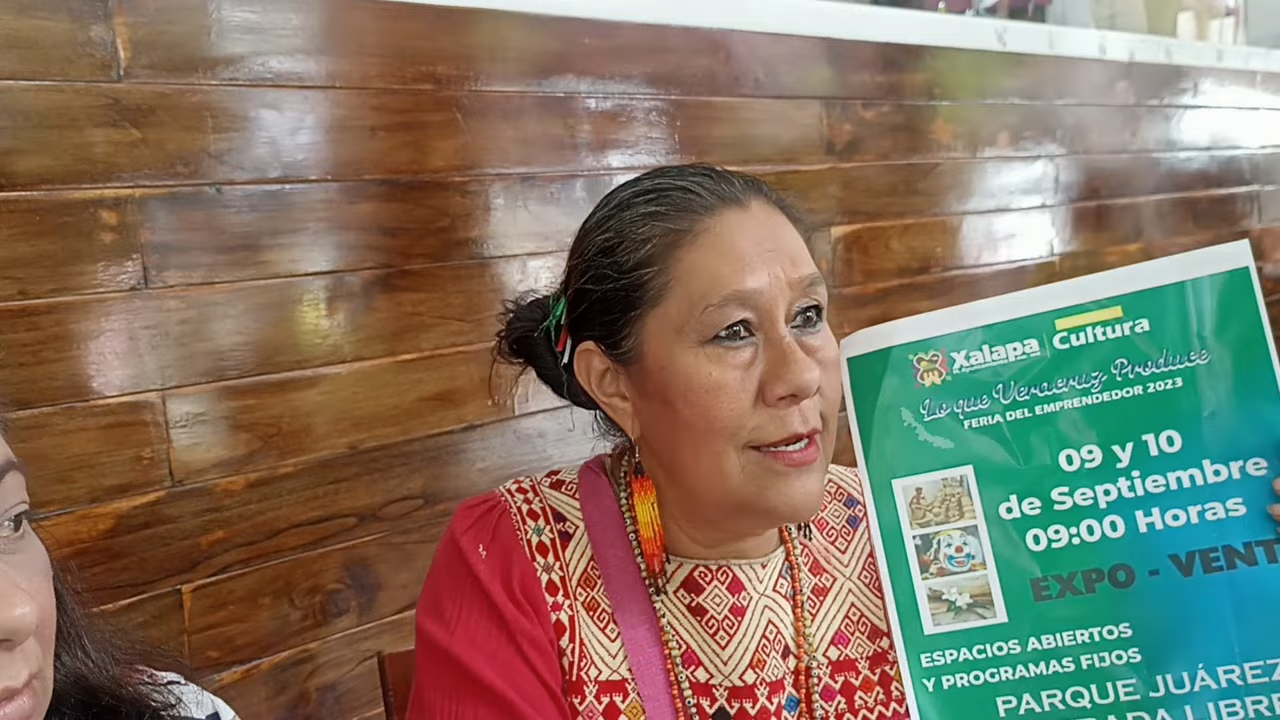 Xalapa Cultura
Lo que Veracruz Produce
FERIA DEL EMPRENDEDOR 2023
09 y 10
de Septiembre
09:00 Horas
EXPO - VENT
ESPACIOS ABIERTOS
Y PROGRAMAS FIJOS
PARQUE JUÁREZ
LIBRE